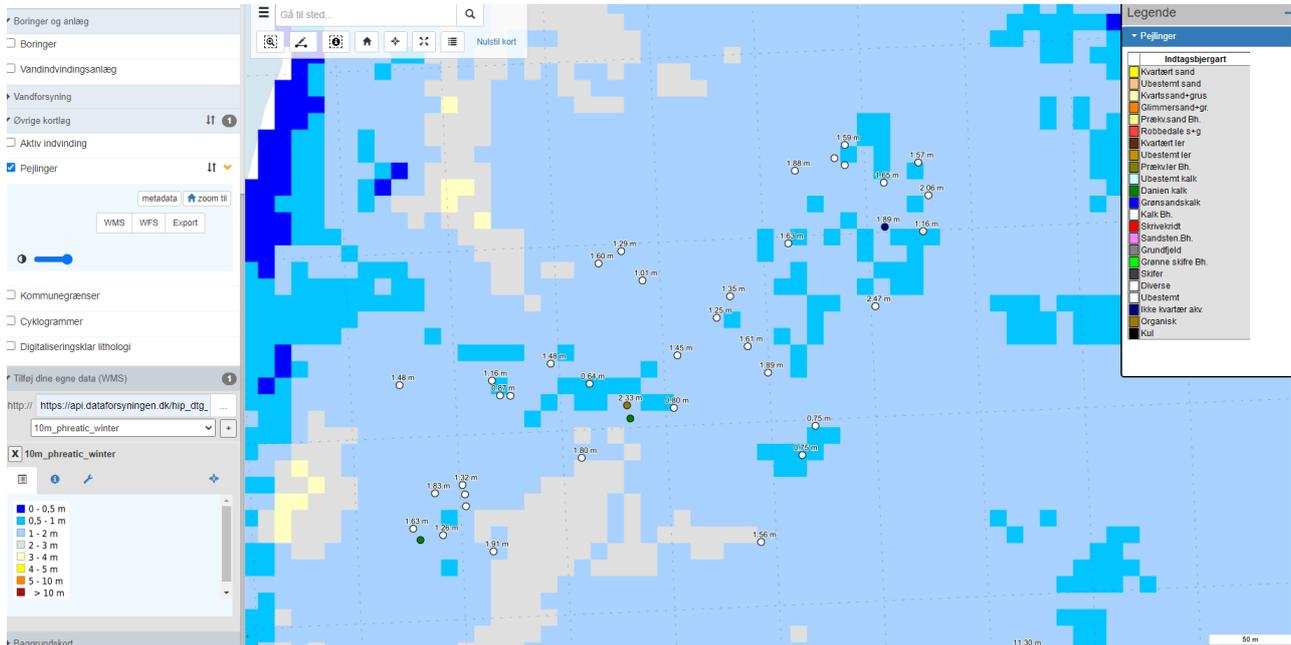 Boringer og anlæg
Boringer
Vandindvindingsanlæg
Vandforsyning
Øvrige kortlag
1
Aktiv indvinding
Pejlinger
metadata
zoom til
WMS
WFS
Export
Kommunegrænser
Cyklogrammer
Digitaliseringsklar lithologi
Tilføj dine egne data (WMS)
1
http://
https://api.dataforsyningen.dk/hip_dtg_
...
10m_phreatic_winter
+
X 10m_phreatic_winter
0 - 0,5 m
0,5 - 1 m
1 - 2 m
2 - 3 m
3 - 4 m
4 - 5 m
5 - 10 m
> 10 m
Baggrundskort
Gå til sted...
Nulstil kort
1.59 m
1.57 m
1.88 m
1.65 m
2.06 m
1.89 m
1.16 m
1.63 m
1.29 m
1.60 m
1.01 m
1.35 m
2.47 m
1.25 m
1.61 m
1.45 m
1.48 m
1.89 m
1.48 m
1.16 m
0.64 m
0.87 m
2.33 m
0.80 m
0.75 m
0.75 m
1.80 m
1.32 m
1.83 m
1.63 m
1.26 m
1.91 m
1.56 m
11.30 m
50 m
Legende
Pejlinger
Indtagsbjergart
Kvartært sand
Ubestemt sand
Kvartssand+grus
Glimmersand+gr.
Prækv.sand Bh.
Robbedale s+g
Kvartært ler
Ubestemt ler
Prækv.ler Bh.
Ubestemt kalk
Danien kalk
Grønsandskalk
Kalk Bh.
Skrivekridt
Sandsten.Bh.
Grundfjeld
Grønne skifre Bh.
Skifer
Diverse
Ubestemt
Ikke kvartær akv.
Organisk
Kul